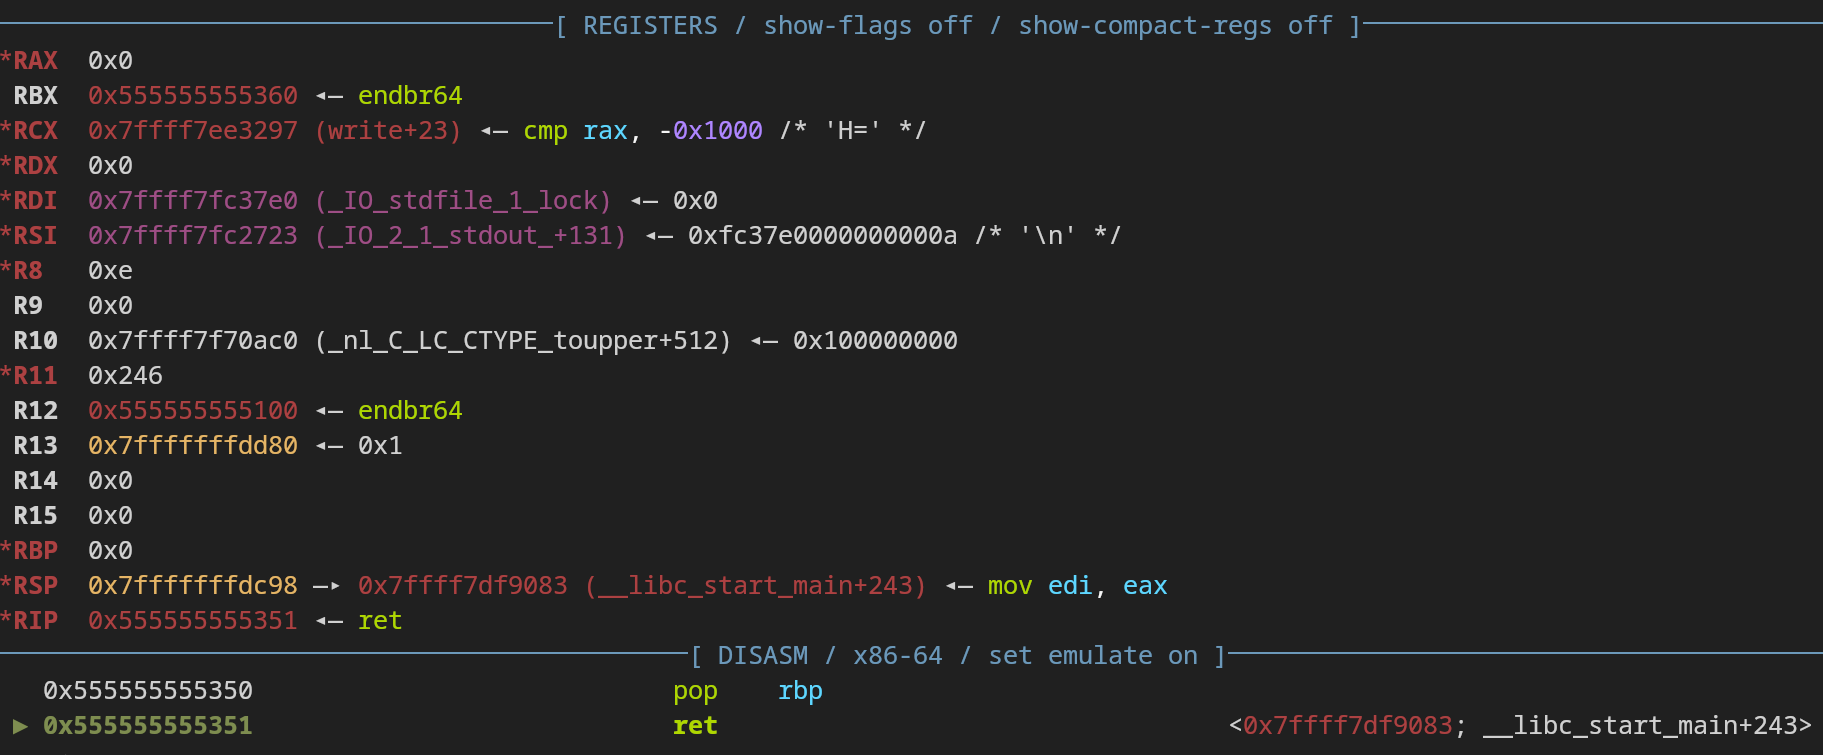 [ REGISTERS / show-flags off / show-compact-regs off ]
*RAX  0x0
 RBX  0x555555555360 ◂— endbr64
*RCX  0x7ffff7ee3297 (write+23) ◂— cmp rax, -0x1000 /* 'H=' */
*RDX  0x0
*RDI  0x7ffff7fc37e0 (_IO_stdfile_1_lock) ◂— 0x0
*RSI  0x7ffff7fc2723 (_IO_2_1_stdout_+131) ◂— 0xfc37e0000000000a /* '\n' */
*R8   0xe
 R9   0x0
 R10  0x7ffff7f70ac0 (_nl_C_LC_CTYPE_toupper+512) ◂— 0x100000000
*R11  0x246
 R12  0x555555555100 ◂— endbr64
 R13  0x7fffffffdd80 ◂— 0x1
 R14  0x0
 R15  0x0
*RBP  0x0
*RSP  0x7fffffffdc98 —▸ 0x7ffff7df9083 (__libc_start_main+243) ◂— mov edi, eax
*RIP  0x555555555351 ◂— ret
[ DISASM / x86-64 / set emulate on ]
   0x555555555350    pop    rbp
 ► 0x555555555351    ret    <0x7ffff7df9083; __libc_start_main+243>